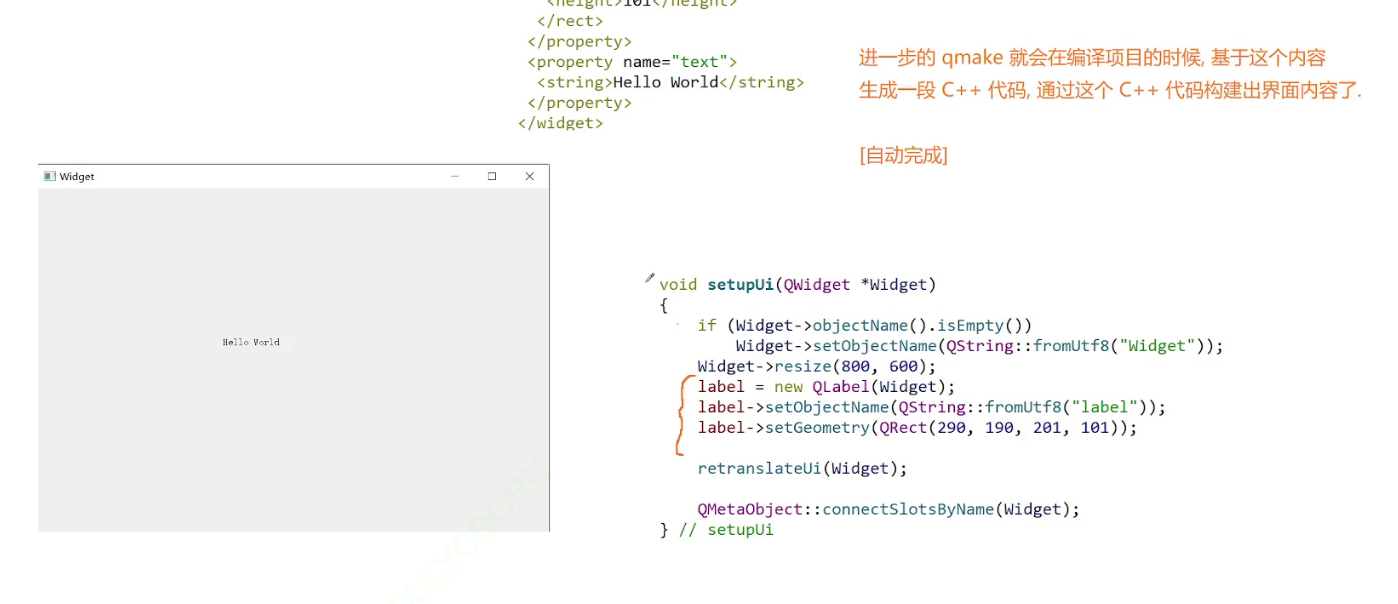 <height>101</height>
</rect>
</property>
<property name="text">
<string>Hello World</string>
</property>
</widget>
进一步的 qmake 就会在编译项目的时候, 基于这个内容
生成一段 C++ 代码, 通过这个 C++ 代码构建出界面内容了.
[自动完成]
Widget
Hello World
void setupUi(QWidget *Widget)
{
if (Widget->objectName().isEmpty())
Widget->setObjectName(QString::fromUtf8("Widget"));
Widget->resize(800, 600);
label = new QLabel(Widget);
label->setObjectName(QString::fromUtf8("label"));
label->setGeometry(QRect(290, 190, 201, 101));
retranslateUi(Widget);
QMetaObject::connectSlotsByName(Widget);
} // setupUi